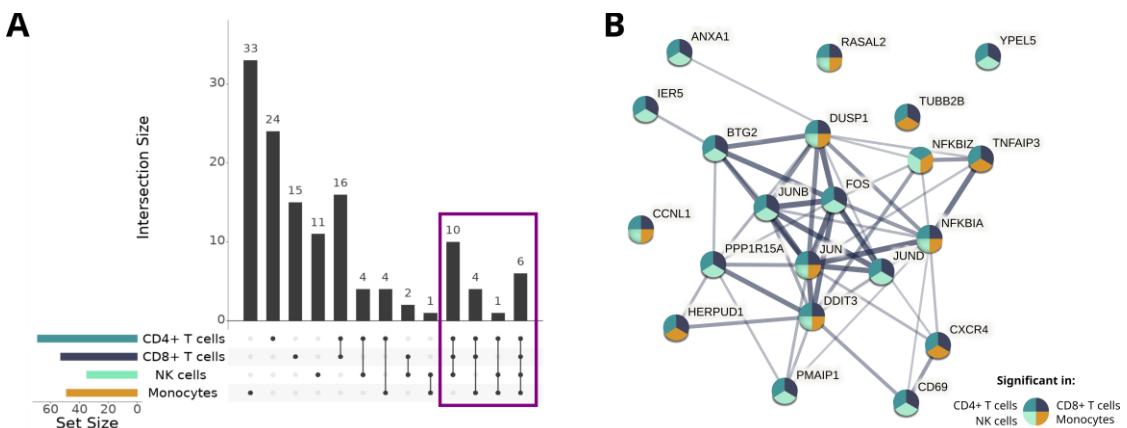 A
33
24
15
11
16
4
4
2
1
10
4
1
6
30
20
10
0
Intersection Size
CD4+ T cells
CD8+ T cells
NK cells
Monocytes
60 40 20 0
Set Size
B
ANXA1
RASAL2
YPEL5
IER5
TUBB2B
DUSP1
BTG2
NFKBIZ
TNFAIP3
JUNB
FOS
CCNL1
NFKBIA
PPP1R15A
JUN
JUND
HERPUD1
DDIT3
CXCR4
PMAIP1
CD69
Significant in:
CD4+ T cells CD8+ T cells
NK cells Monocytes